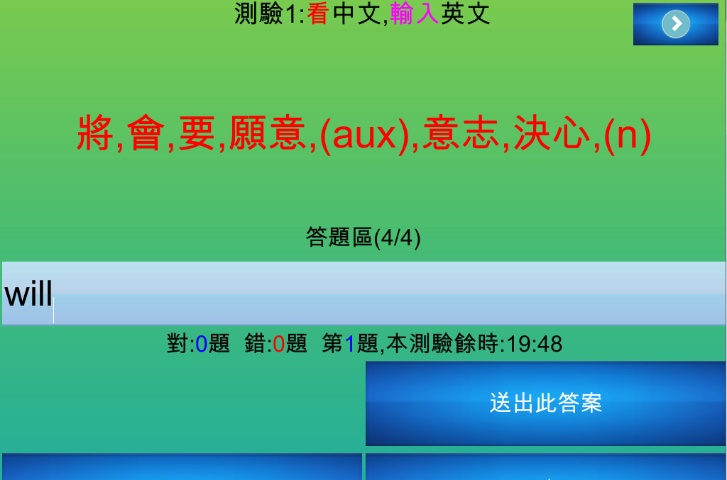 測驗1:看中文,輸入英文
將,會,要,願意,(aux),意志,決心,(n)
答題區(4/4)
will
對:0題 錯:0題 第1題,本測驗餘時:19:48
送出此答案